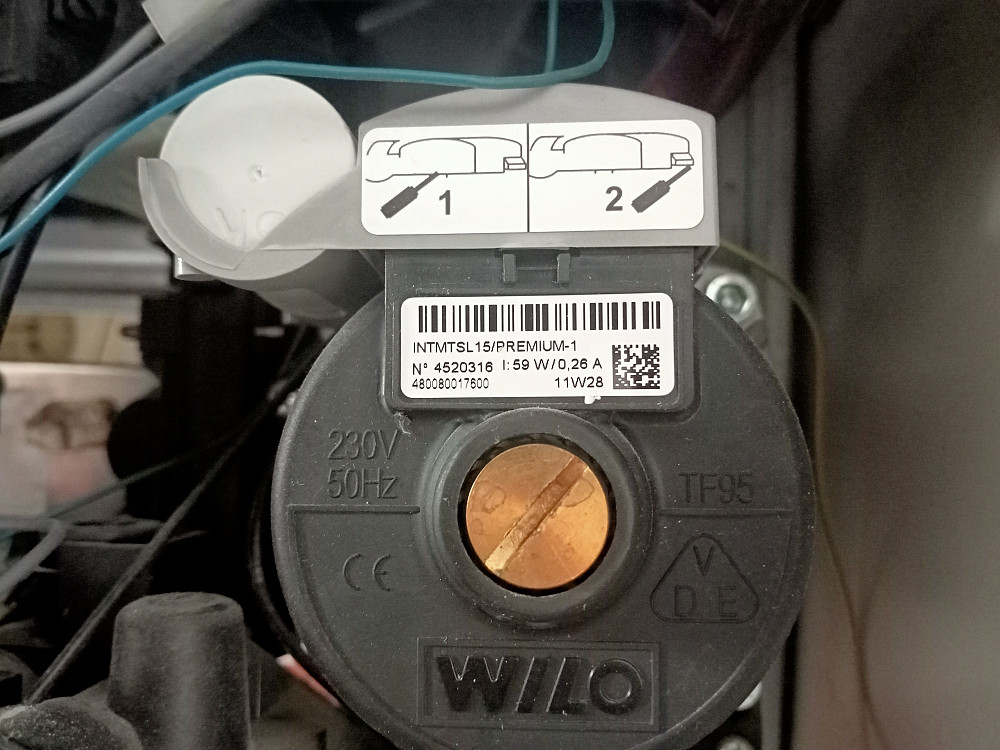 1
2
INTMTSL15/PREMIUM-1
N° 4520316 I: 59 W/0,26 A
480080017600 11W28
230V
50Hz
TF95
CE
V
D E
WILO